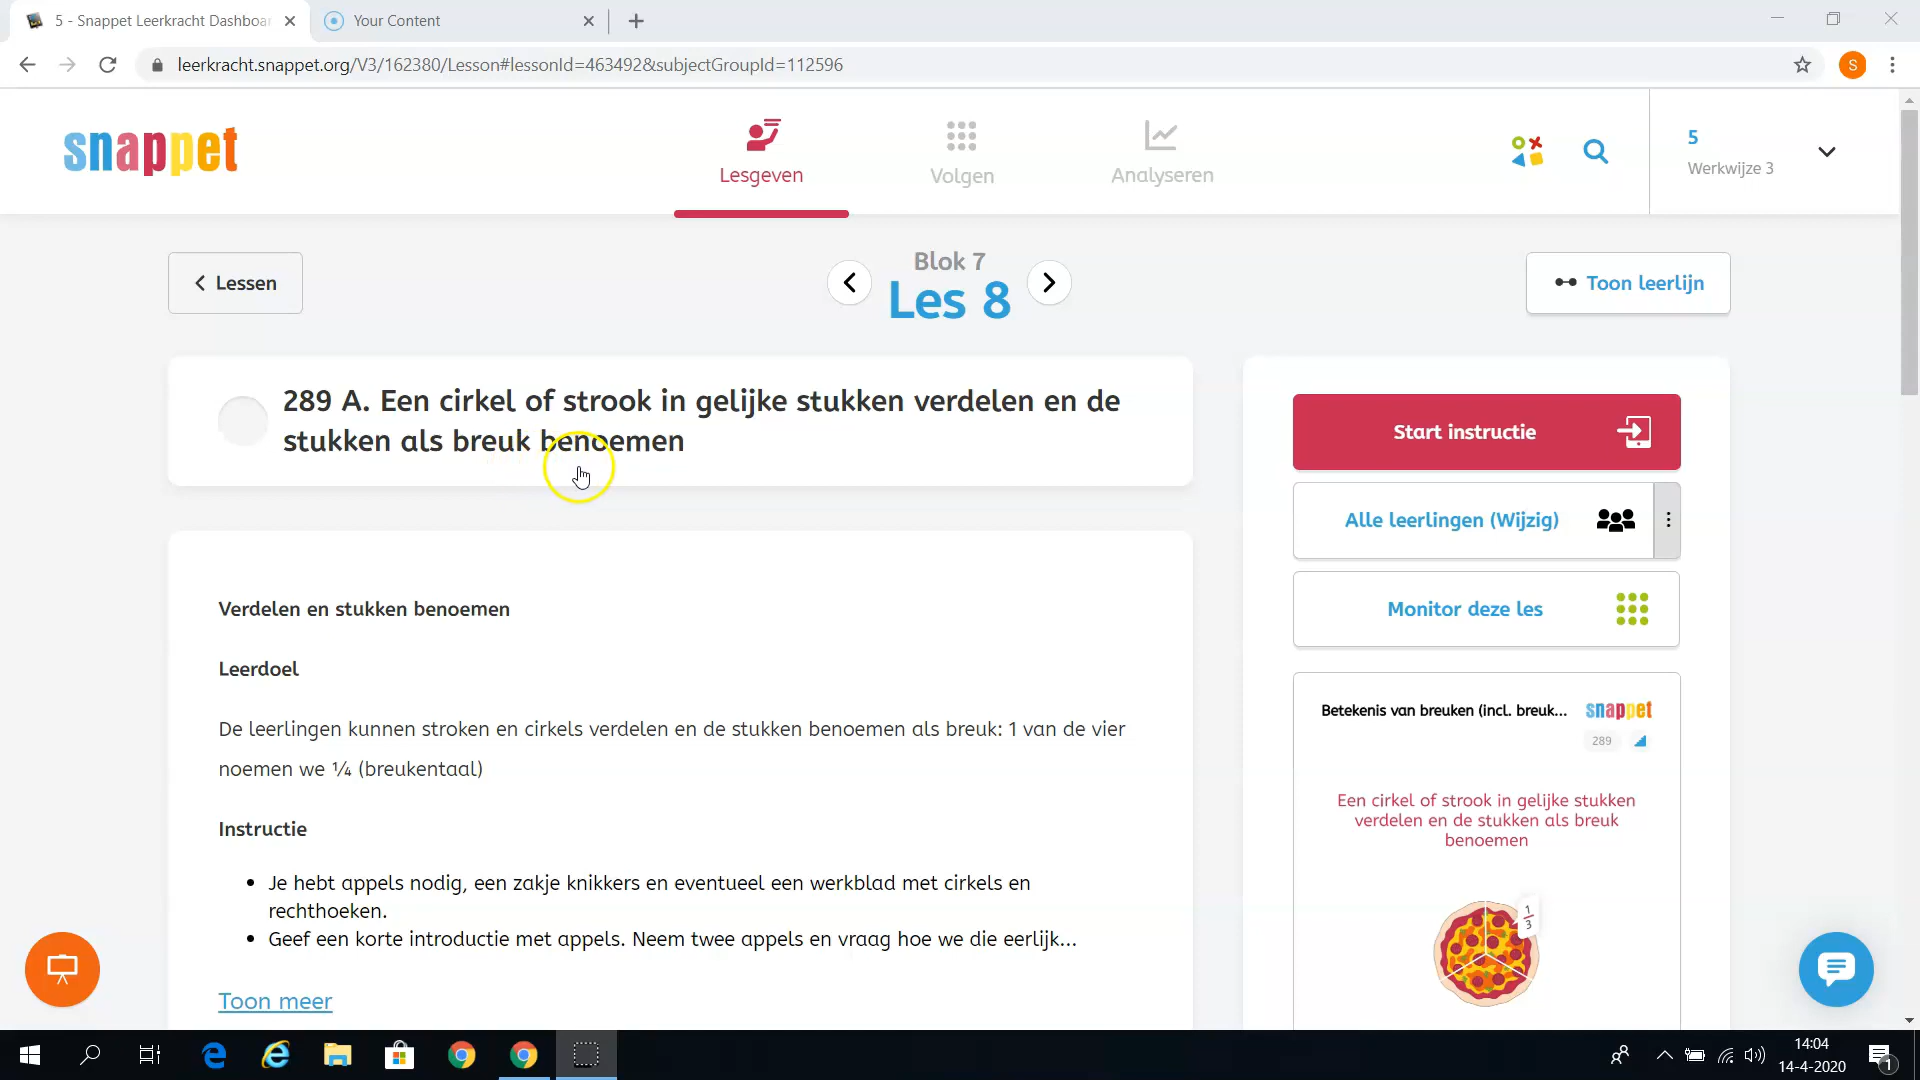 5 - Snappet Leerkracht Dashboar
Your Content
leerkracht.snappet.org/V3/162380/Lesson#lessonId=463492&subjectGroupId=112596
S
snappet
Lesgeven
Volgen
Analyseren
5
Werkwijze 3
Lessen
Blok 7
Les 8
Toon leerlijn
289 A. Een cirkel of strook in gelijke stukken verdelen en de
stukken als breuk benoemen
Start instructie
Alle leerlingen (Wijzig)
Monitor deze les
Verdelen en stukken benoemen
Leerdoel
De leerlingen kunnen stroken en cirkels verdelen en de stukken benoemen als breuk: 1 van de vier
noemen we ¼ (breukentaal)
Instructie
• Je hebt appels nodig, een zakje knikkers en eventueel een werkblad met cirkels en
rechthoeken.
• Geef een korte introductie met appels. Neem twee appels en vraag hoe we die eerlijk...
Toon meer
Betekenis van breuken (incl. breuk...
snappet
289
Een cirkel of strook in gelijke stukken
verdelen en de stukken als breuk
benoemen
1
3
14:04
14-4-2020
1